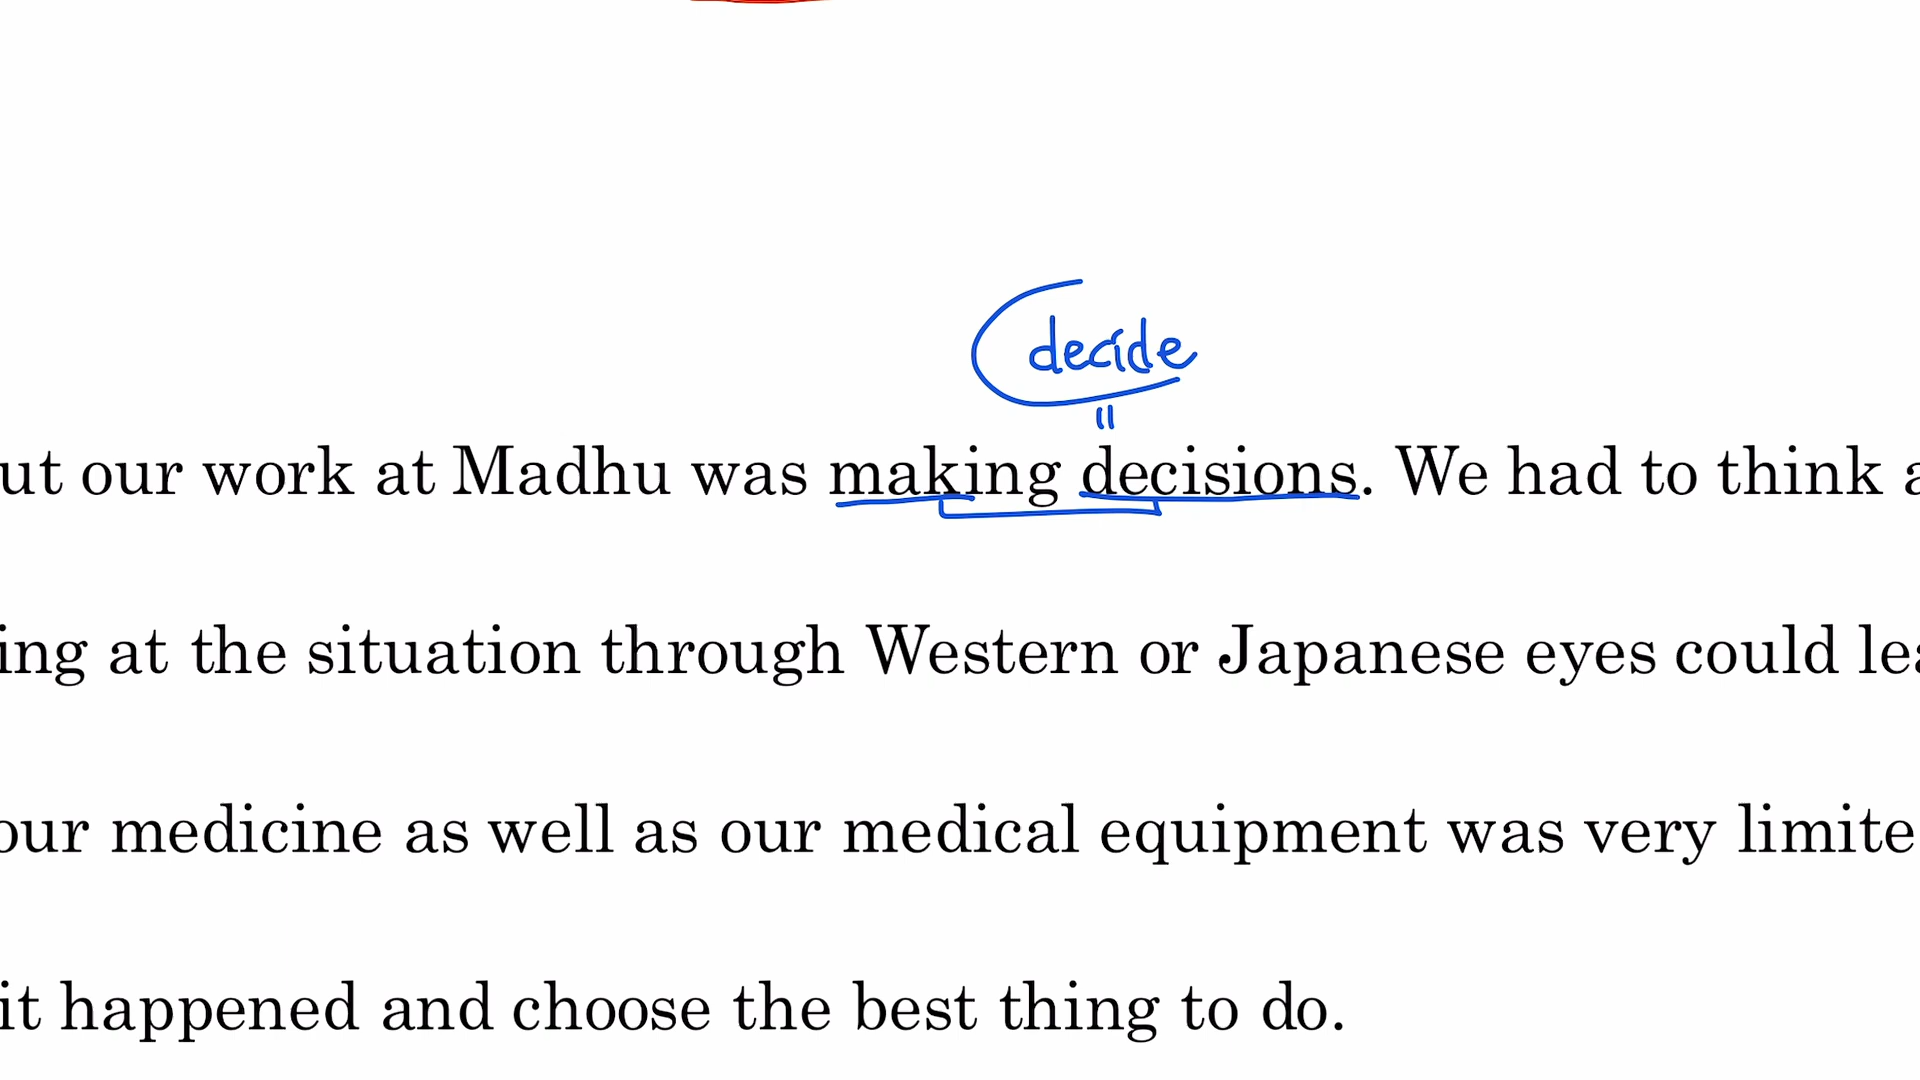 decide
ut our work at Madhu was making decisions. We had to think a
ing at the situation through Western or Japanese eyes could lea
our medicine as well as our medical equipment was very limite
it happened and choose the best thing to do.